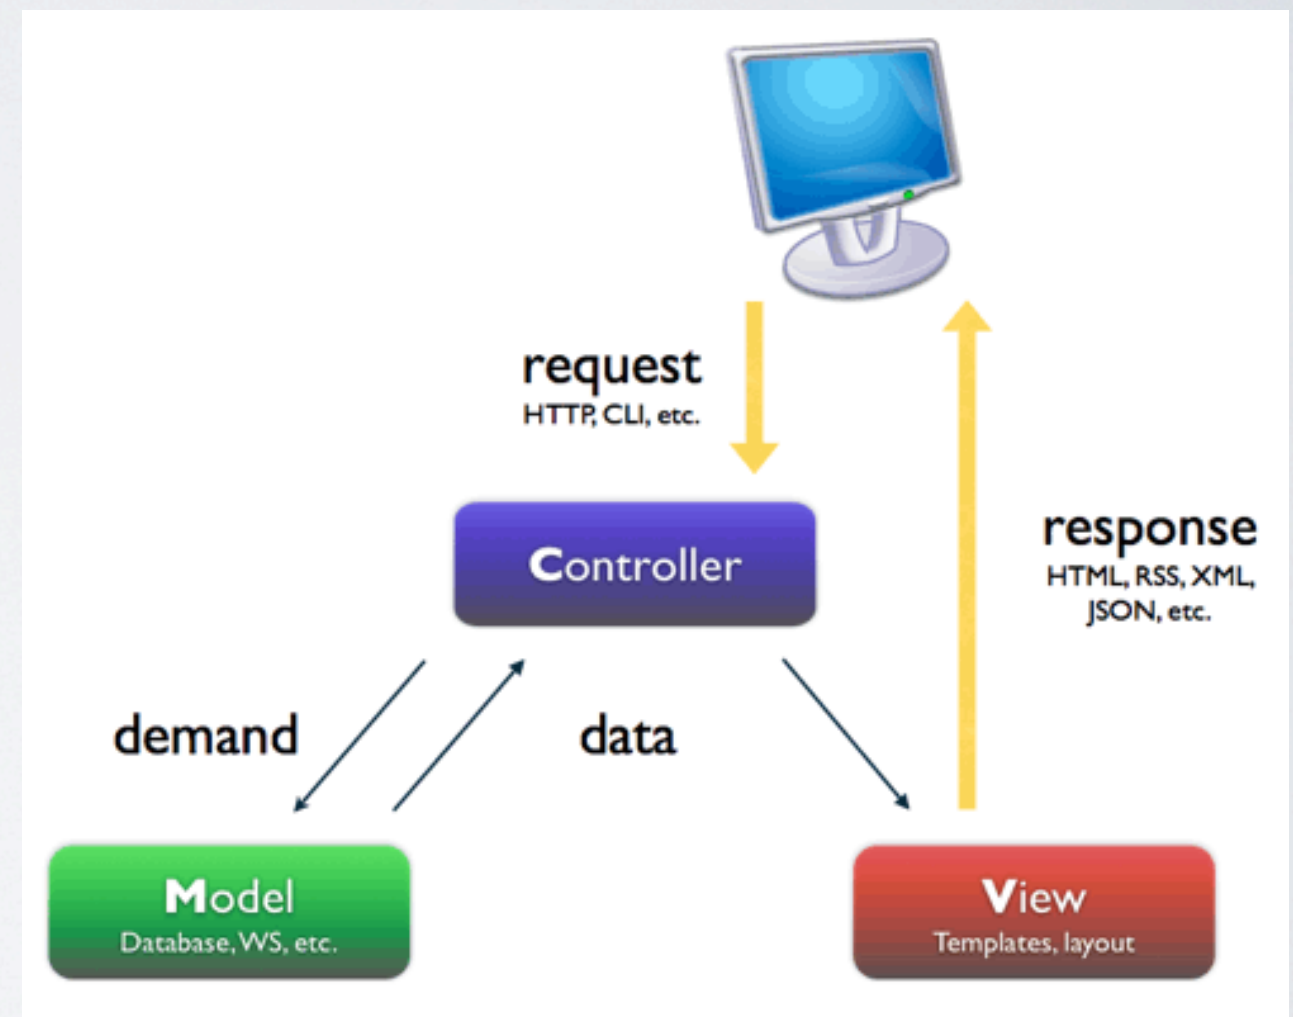 request
HTTP, CLI, etc.
Controller
response
HTML, RSS, XML,
JSON, etc.
demand
data
Model
Database, WS, etc.
View
Templates, layout